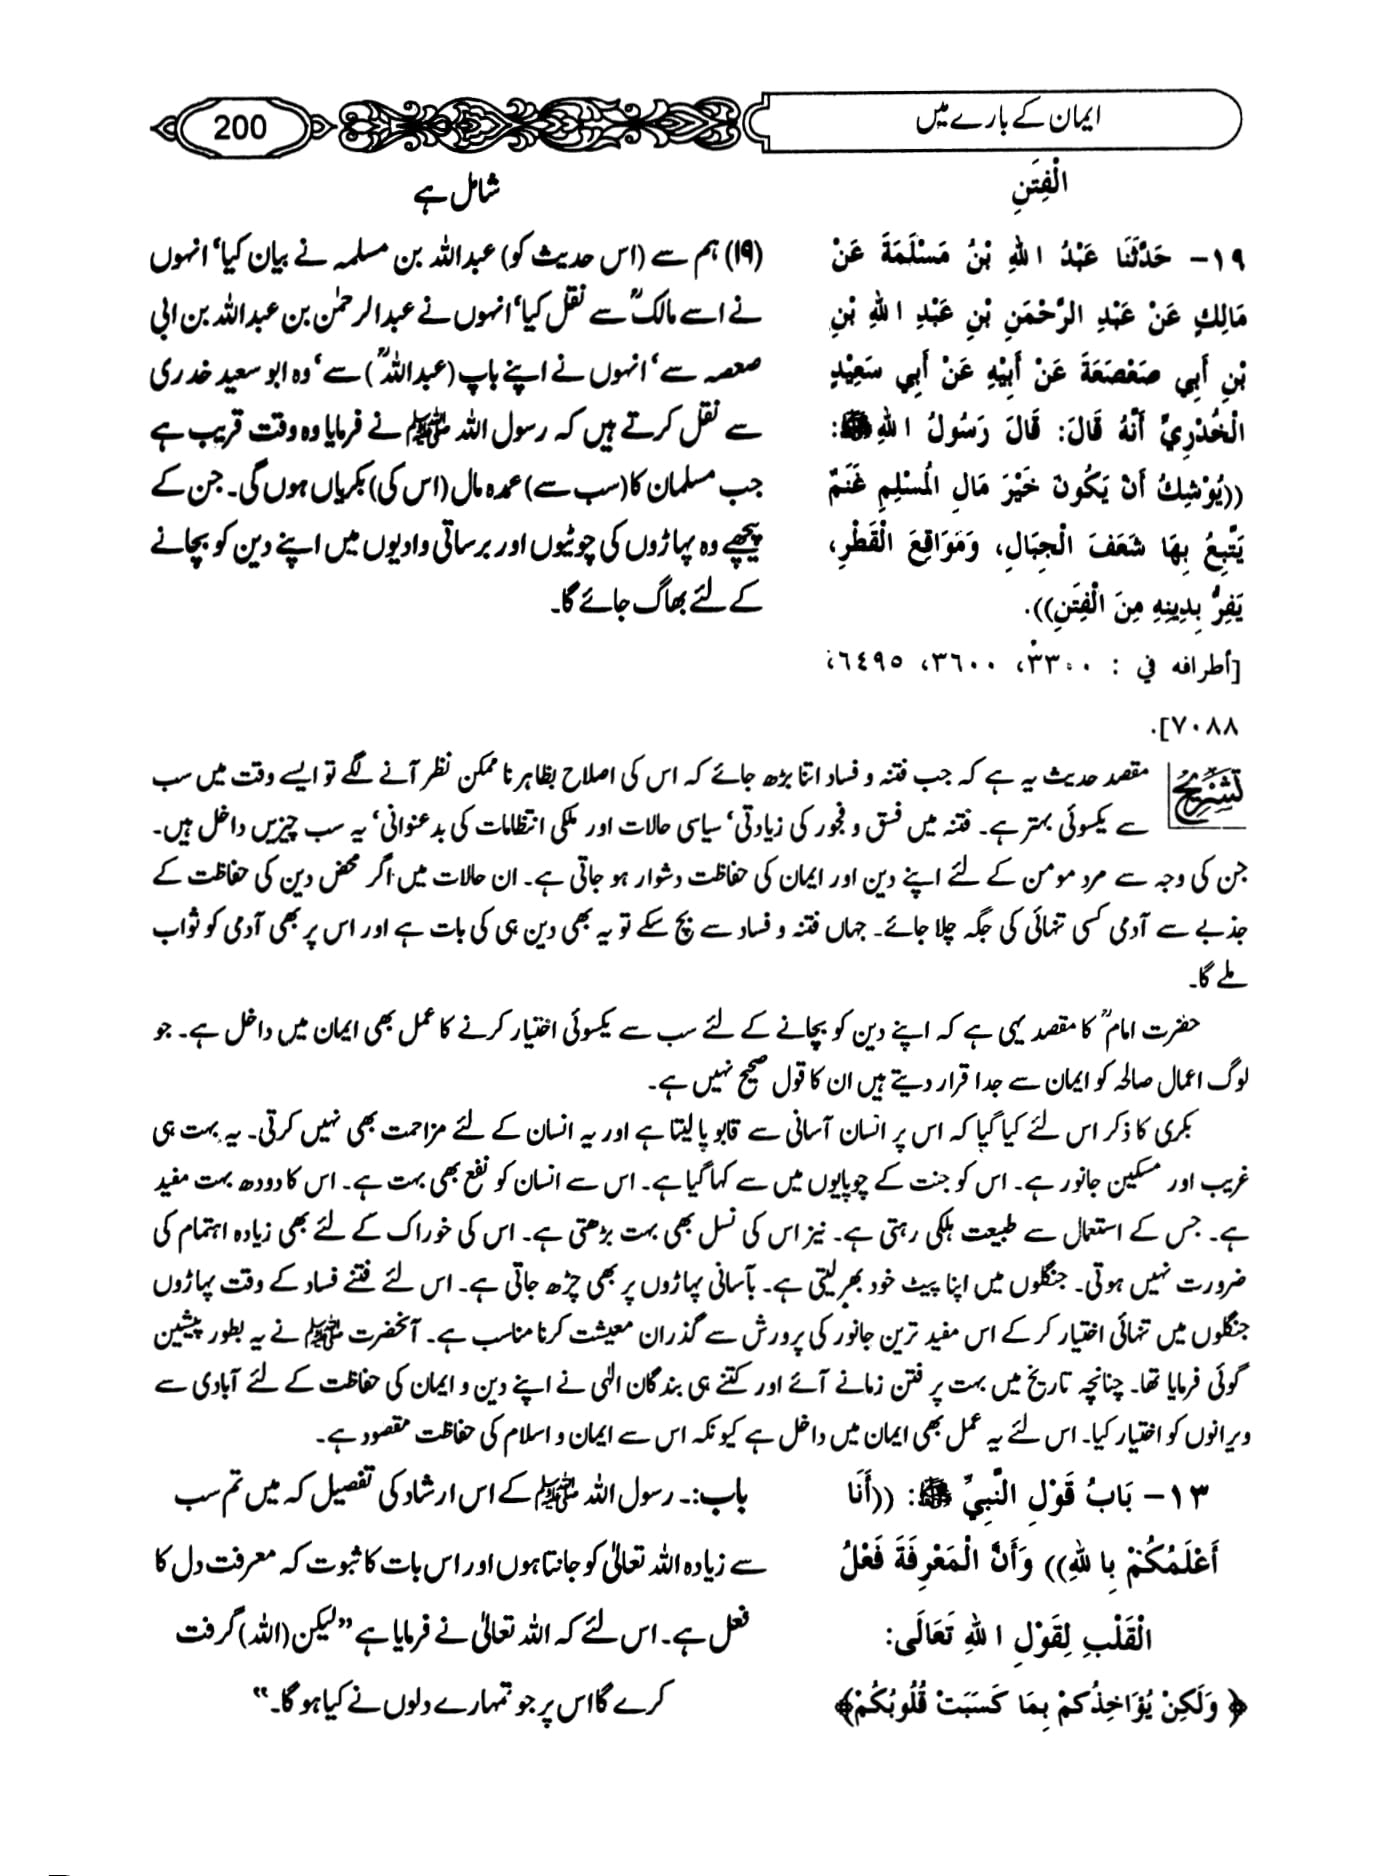 ایمان کے بارے میں
200
الْفِتَنِ
١٩- حَدَّثَنَا عَبْدُ اللهِ بْنُ مَسْلَمَةَ عَنْ
مَالِكٍ عَنْ عَبْدِ الرَّحْمَنِ بْنِ عَبْدِ اللهِ بْنِ
بْنِ أَبِي صَعْصَعَةَ عَنْ أَبِيْهِ عَنْ أَبِي سَعِيْدٍ
الْخُدْرِيِّ أَنَّهُ قَالَ: قَالَ رَسُولُ اللهِ ﷺ:
((يُوْشِكُ أَنْ يَكُونَ خَيْرَ مَالِ الْمُسْلِمِ غَنَمٌ
يَتَّبِعُ بِهَا شَعَفَ الْجِبَالِ، وَمَوَاقِعَ الْقَطْرِ،
يَفِرُّ بِدِينِهِ مِنَ الْفِتَنِ)).
[أطرافه في : ٣٣٠٠، ٣٦٠٠، ٦٤٩٥،
٧٠٨٨].
شامل ہے
(۱۹) ہم سے (اس حدیث کو) عبداللہ بن مسلمہ نے بیان کیا‘ انہوں
نے اسے مالکؒ سے نقل کیا‘ انہوں نے عبدالرحمٰن بن عبداللہ بن ابی
صعصہ سے‘ انہوں نے اپنے باپ (عبداللہؒ) سے‘ وہ ابو سعید خدری
سے نقل کرتے ہیں کہ رسول اللہ ﷺ نے فرمایا وہ وقت قریب ہے
جب مسلمان کا (سب سے) عمدہ مال (اس کی) بکریاں ہوں گی۔ جن کے
پیچھے وہ پہاڑوں کی چوٹیوں اور برساتی وادیوں میں اپنے دین کو بچانے
کے لئے بھاگ جائے گا۔
تشریح
مقصد حدیث یہ ہے کہ جب فتنہ و فساد اتنا بڑھ جائے کہ اس کی اصلاح بظاہر ناممکن نظر آنے لگے تو ایسے وقت میں سب
سے یکسوئی بہتر ہے۔ فتنہ میں فسق و فجور کی زیادتی‘ سیاسی حالات اور ملکی انتظامات کی بدعنوانی‘ یہ سب چیزیں داخل ہیں۔
جن کی وجہ سے مرد مومن کے لئے اپنے دین اور ایمان کی حفاظت دشوار ہو جاتی ہے۔ ان حالات میں اگر محض دین کی حفاظت کے
جذبے سے آدمی کسی تنہائی کی جگہ چلا جائے۔ جہاں فتنہ و فساد سے بچ سکے تو یہ بھی دین ہی کی بات ہے اور اس پر بھی آدمی کو ثواب
ملے گا۔
حضرت امامؒ کا مقصد یہی ہے کہ اپنے دین کو بچانے کے لئے سب سے یکسوئی اختیار کرنے کا عمل بھی ایمان میں داخل ہے۔ جو
لوگ اعمال صالحہ کو ایمان سے جدا قرار دیتے ہیں ان کا قول صحیح نہیں ہے۔
بکری کا ذکر اس لئے کیا گیا کہ اس پر انسان آسانی سے قابو پا لیتا ہے اور یہ انسان کے لئے مزاحمت بھی نہیں کرتی۔ یہ بہت ہی
غریب اور مسکین جانور ہے۔ اس کو جنت کے چوپایوں میں سے کہا گیا ہے۔ اس سے انسان کو نفع بھی بہت ہے۔ اس کا دودھ بہت مفید
ہے۔ جس کے استعمال سے طبیعت ہلکی رہتی ہے۔ نیز اس کی نسل بھی بہت بڑھتی ہے۔ اس کی خوراک کے لئے بھی زیادہ اہتمام کی
ضرورت نہیں ہوتی۔ جنگلوں میں اپنا پیٹ خود بھر لیتی ہے۔ بآسانی پہاڑوں پر بھی چڑھ جاتی ہے۔ اس لئے فتنے فساد کے وقت پہاڑوں
جنگلوں میں تنہائی اختیار کر کے اس مفید ترین جانور کی پرورش سے گذران معیشت کرنا مناسب ہے۔ آنحضرت ﷺ نے یہ بطور پیشین
گوئی فرمایا تھا۔ چنانچہ تاریخ میں بہت پر فتن زمانے آئے اور کتنے ہی بندگان الٰہی نے اپنے دین و ایمان کی حفاظت کے لئے آبادی سے
ویرانوں کو اختیار کیا۔ اس لئے یہ عمل بھی ایمان میں داخل ہے کیونکہ اس سے ایمان و اسلام کی حفاظت مقصود ہے۔
١٣- بَابُ قَوْلِ النَّبِيِّ ﷺ: ((أَنَا
أَعْلَمُكُمْ بِاللهِ)) وَأَنَّ الْمَعْرِفَةَ فَعْلُ
الْقَلْبِ لِقَوْلِ اللهِ تَعَالَى:
﴿وَلَكِنْ يُؤَاخِذُكُمْ بِمَا كَسَبَتْ قُلُوبُكُمْ﴾
باب:۔ رسول اللہ ﷺ کے اس ارشاد کی تفصیل کہ میں تم سب
سے زیادہ اللہ تعالیٰ کو جانتا ہوں اور اس بات کا ثبوت کہ معرفت دل کا
فعل ہے۔ اس لئے کہ اللہ تعالیٰ نے فرمایا ہے ”لیکن (اللہ) گرفت
کرے گا اس پر جو تمہارے دلوں نے کیا ہو گا۔“